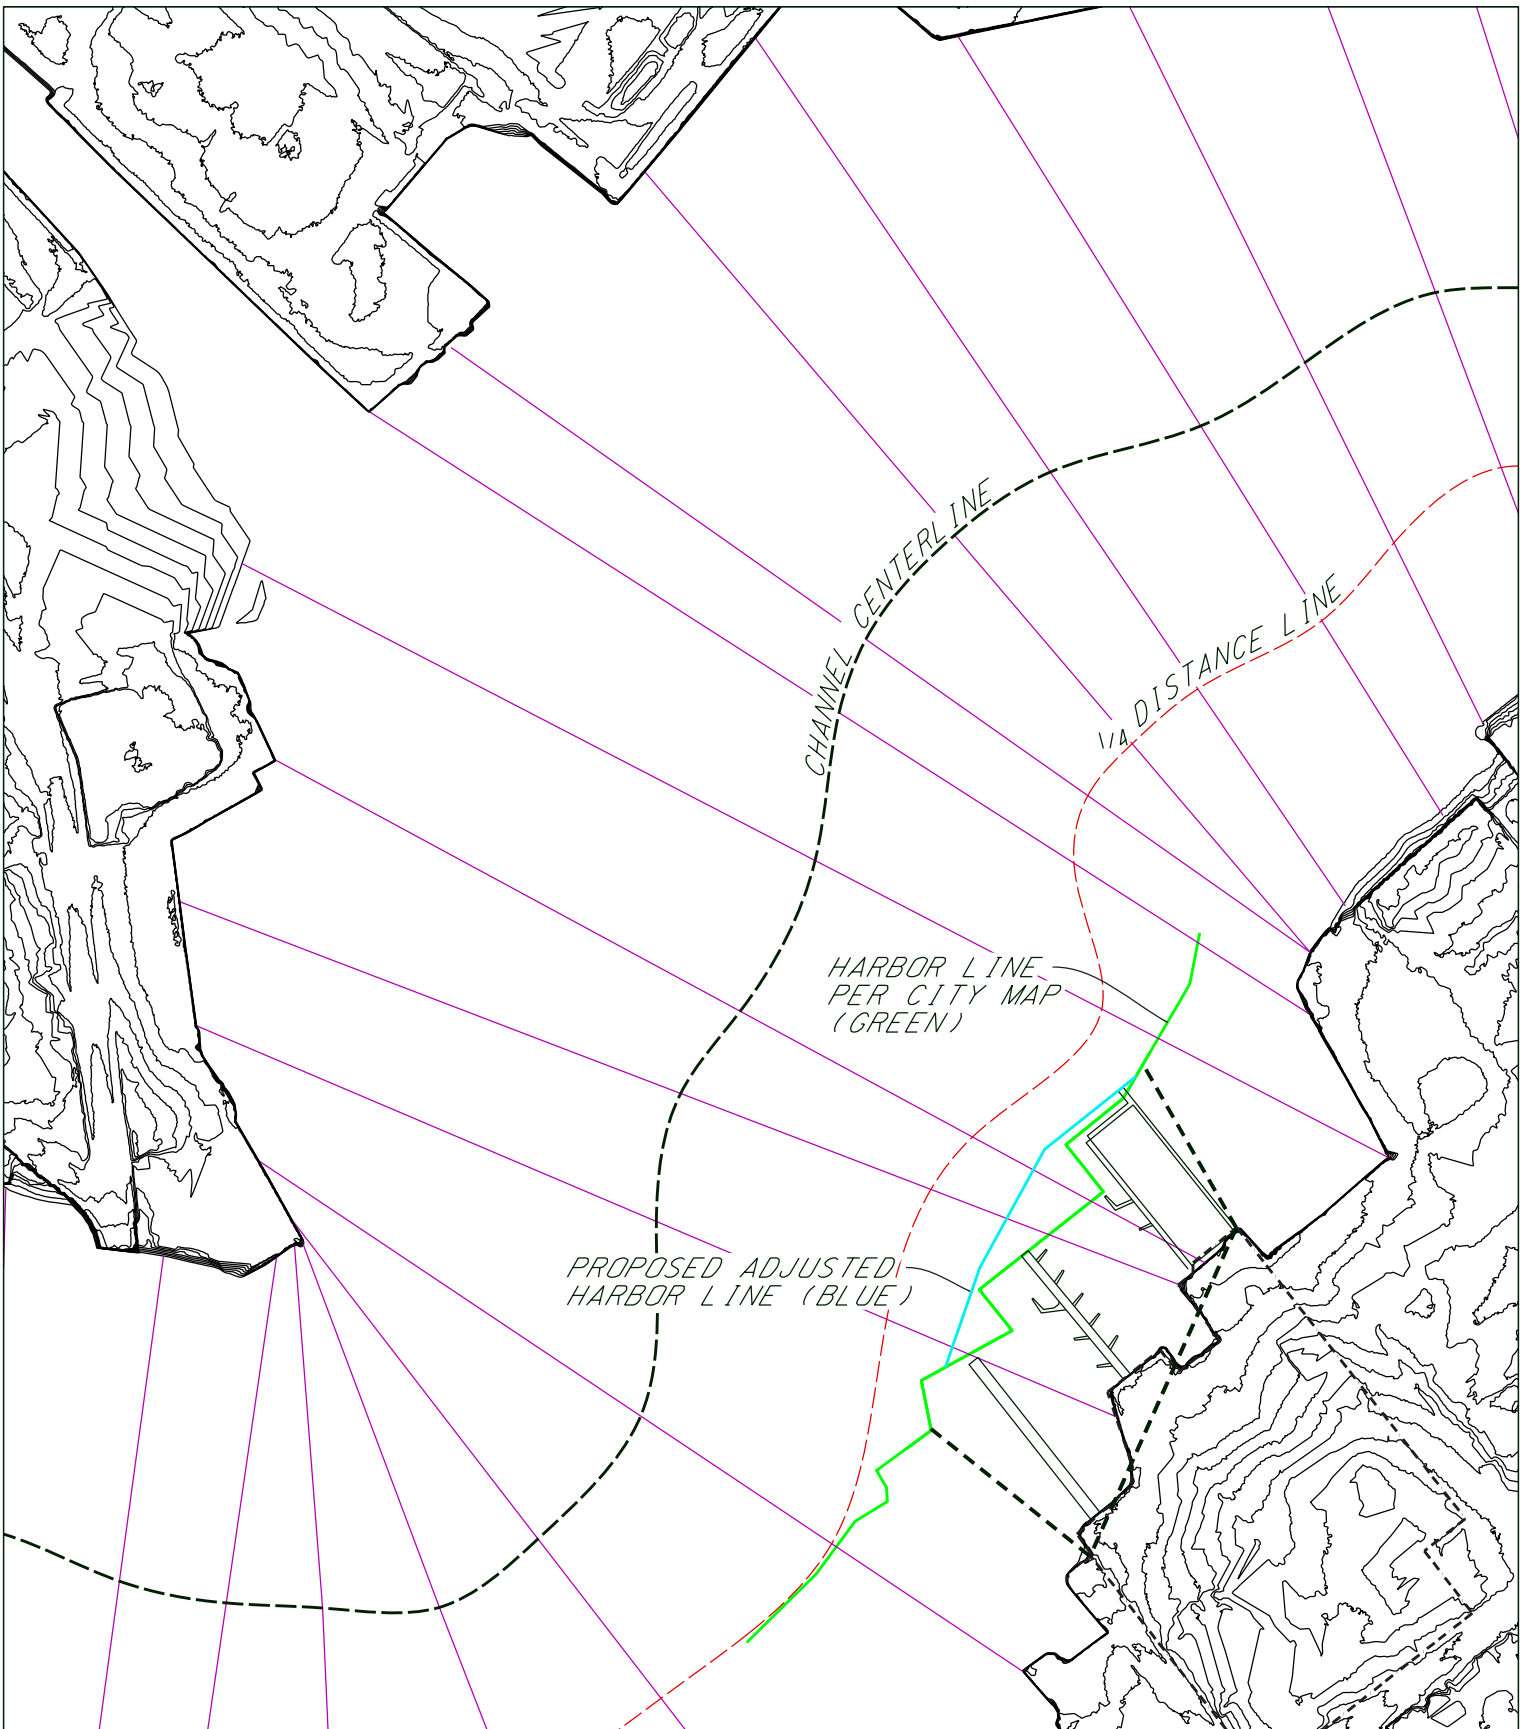 CHANNEL CENTERLINE
1/4 DISTANCE LINE
HARBOR LINE
PER CITY MAP
(GREEN)
PROPOSED ADJUSTED
HARBOR LINE (BLUE)